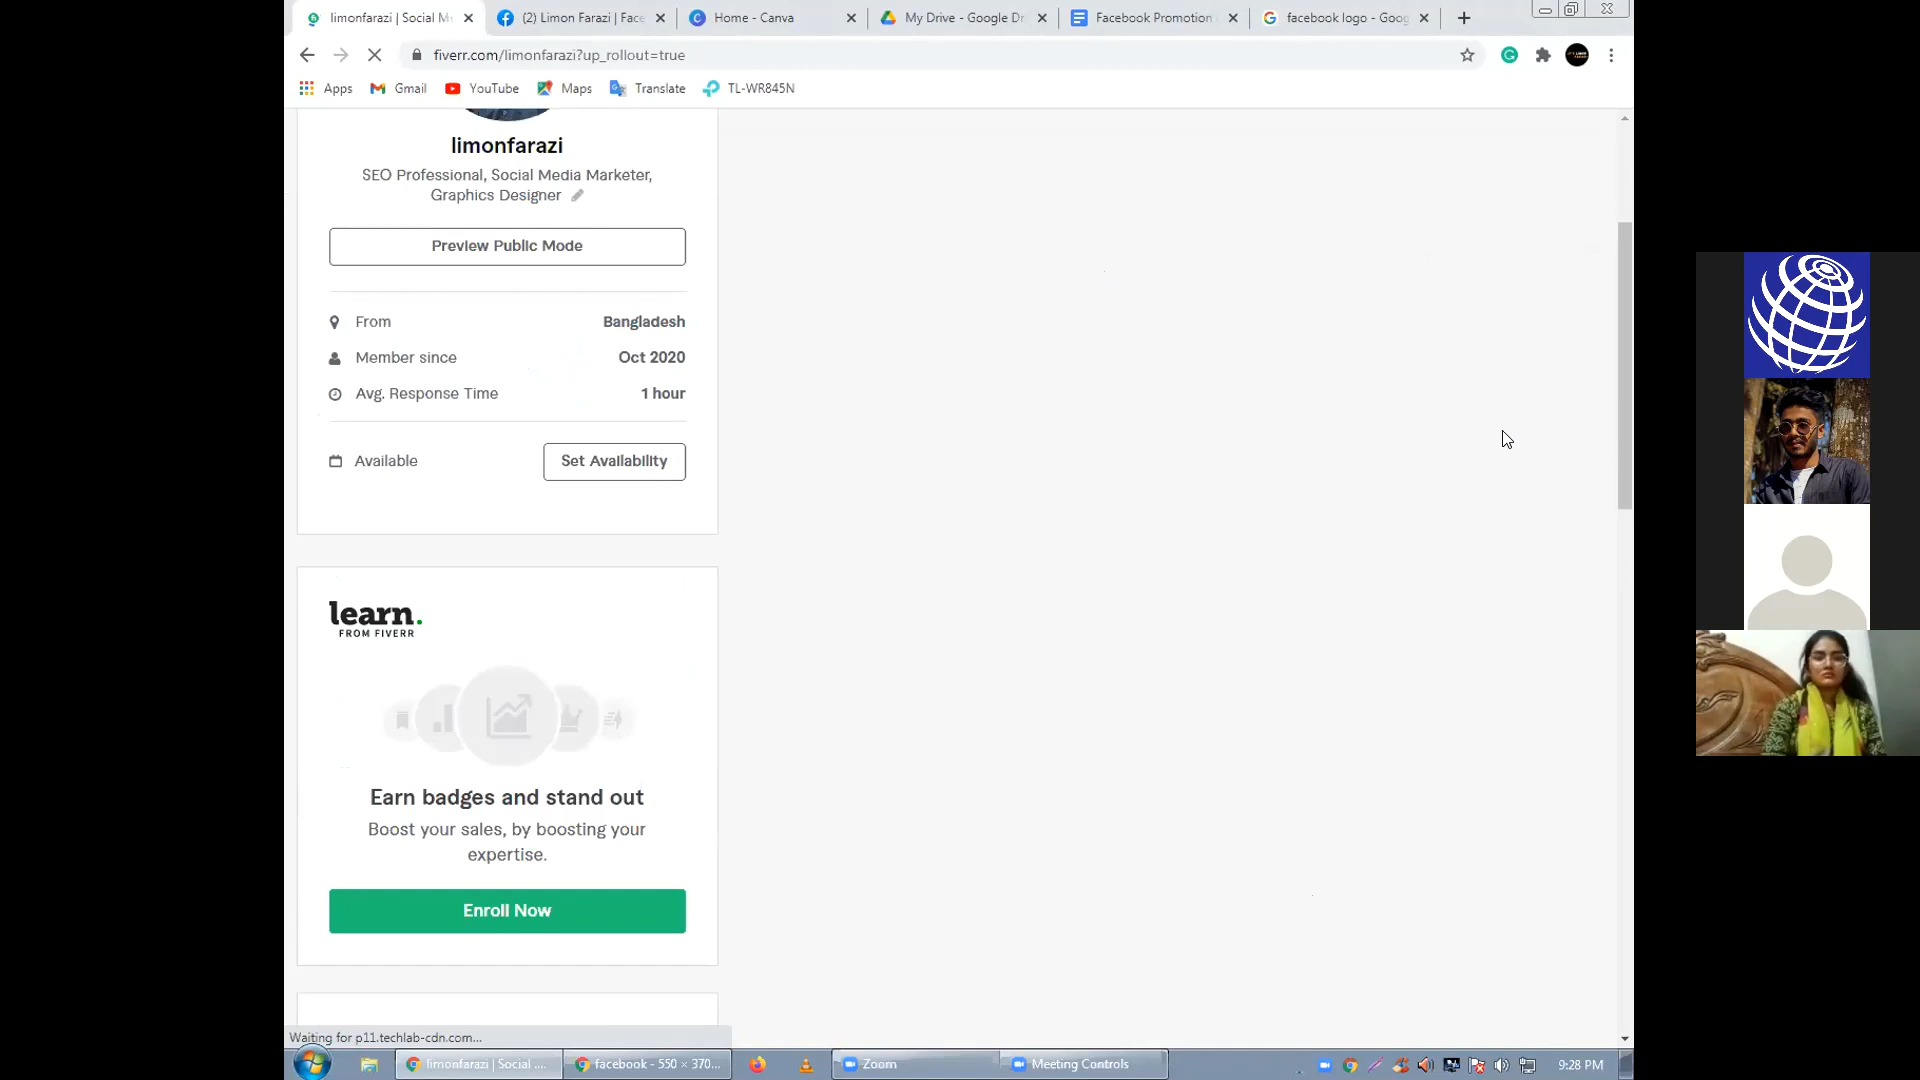 limonfarazi | Social M
(2) Limon Farazi | Face
Home - Canva
My Drive - Google Dr
Facebook Promotion
facebook logo - Goog
fiverr.com/limonfarazi?up_rollout=true
Apps
Gmail
YouTube
Maps
Translate
TL-WR845N
limonfarazi
SEO Professional, Social Media Marketer,
Graphics Designer
Preview Public Mode
From Bangladesh
Member since Oct 2020
Avg. Response Time 1 hour
Available Set Availability
learn.
FROM FIVERR
Earn badges and stand out
Boost your sales, by boosting your
expertise.
Enroll Now
Waiting for p11.techlab-cdn.com...
limonfarazi | Social ...
facebook - 550 × 370...
Zoom
Meeting Controls
9:28 PM